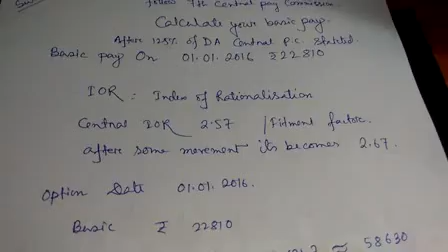 7th Central pay Commission
Calculate your basic pay.
After 125% of DA Central P.C. Started.
Basic pay On 01.01.2016 ₹22810
IOR : Index of Rationalisation
Central IOR 2.57 / Fitment factor
after some movement its becomes 2.67.
Option Date 01.01.2016.
Basic ₹ 22810
≈ 58630